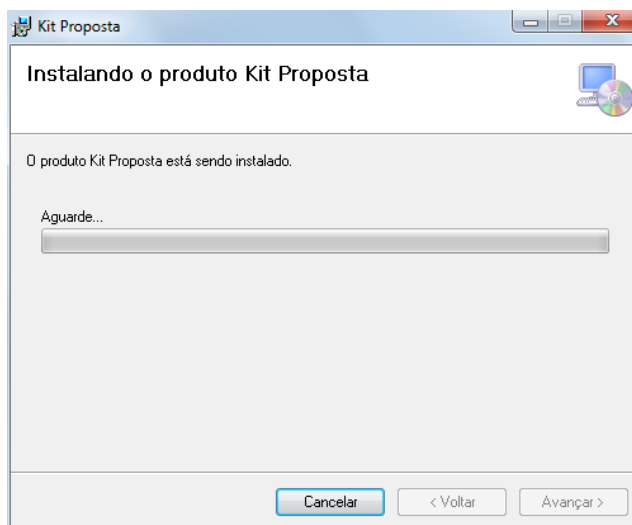 Kit Proposta
Instalando o produto Kit Proposta
O produto Kit Proposta está sendo instalado.
Aguarde...
Cancelar
< Voltar
Avançar >